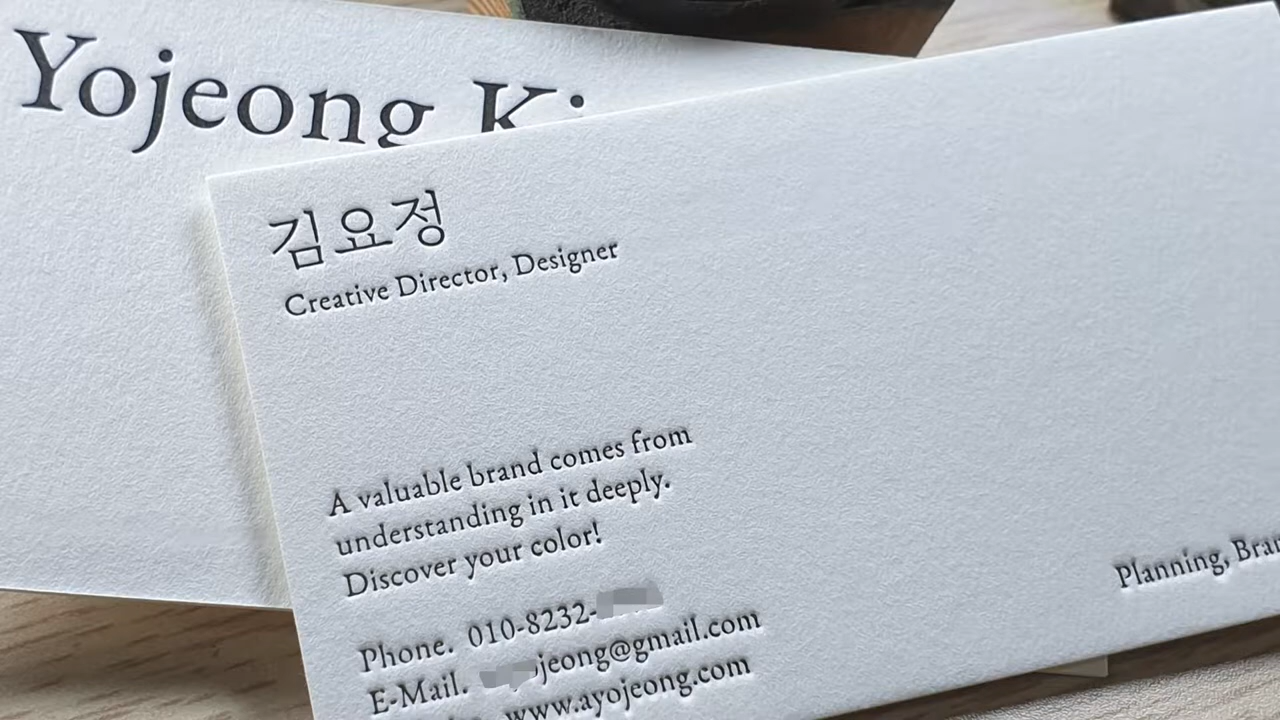 Yojeong
김요정
Creative Director, Designer
A valuable brand comes from
understanding in it deeply.
Discover your color!
Planning,
Phone. 010-8232-
E-Mail. jeong@gmail.com
www.ayojeong.com